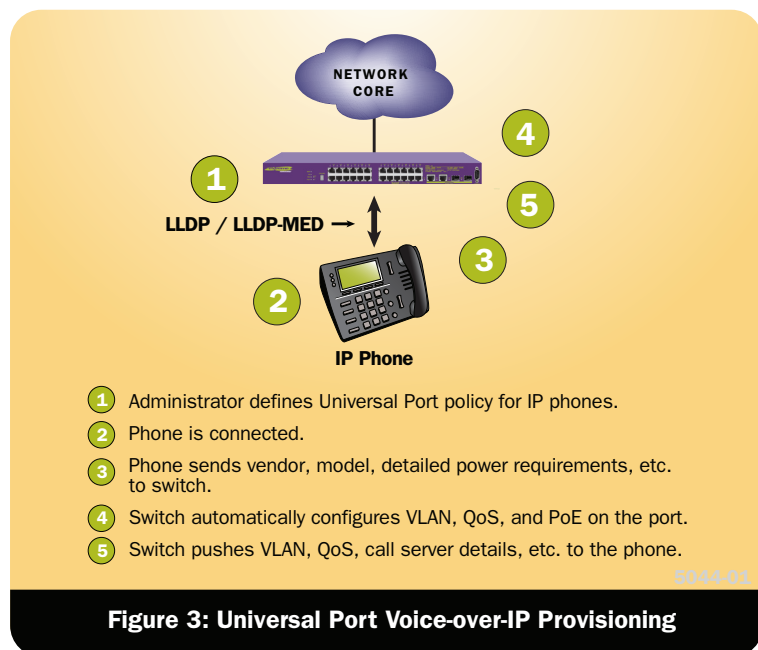 NETWORK
CORE
4
1
5
LLDP / LLDP-MED →
3
2
IP Phone
1 Administrator defines Universal Port policy for IP phones.
2 Phone is connected.
3 Phone sends vendor, model, detailed power requirements, etc.
to switch.
4 Switch automatically configures VLAN, QoS, and PoE on the port.
5 Switch pushes VLAN, QoS, call server details, etc. to the phone.
5044-01
Figure 3: Universal Port Voice-over-IP Provisioning